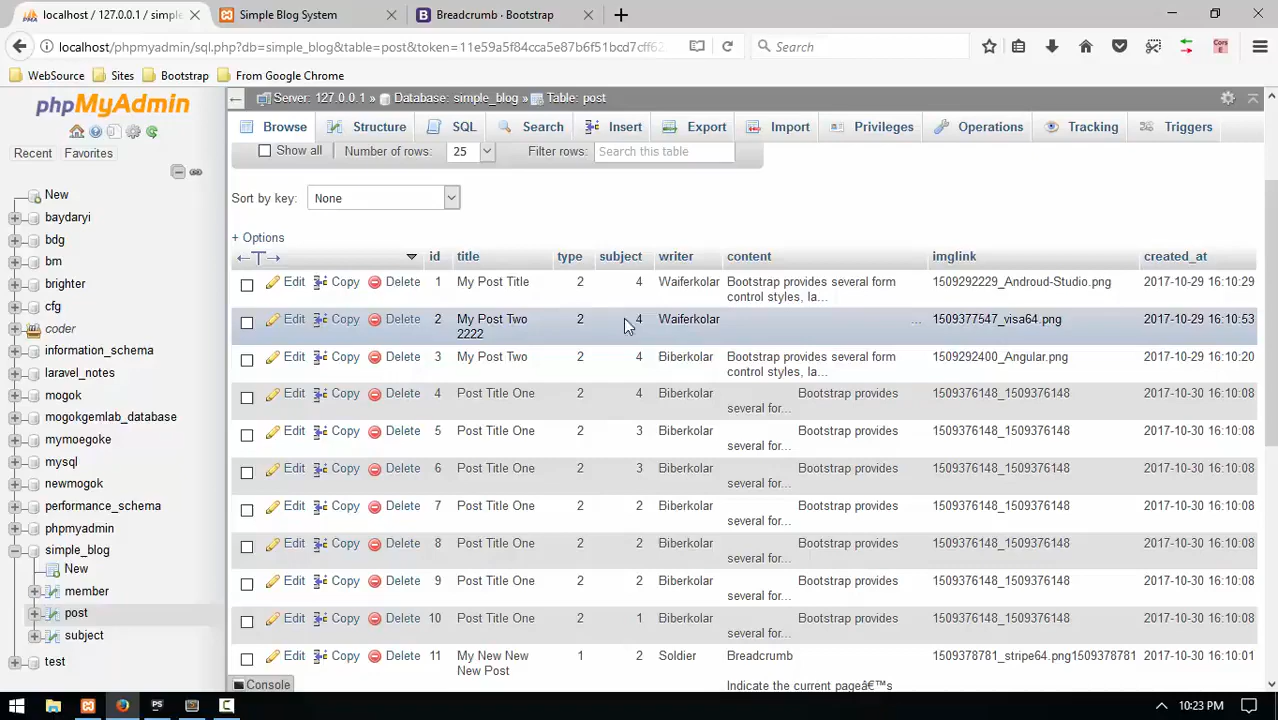 localhost / 127.0.0.1 / simple
Simple Blog System
Breadcrumb · Bootstrap
localhost/phpmyadmin/sql.php?db=simple_blog&table=post&token=11e59a5f84cca5e87b6f51bcd7cff62
Search
WebSource
Sites
Bootstrap
From Google Chrome
phpMyAdmin
Recent
Favorites
New
baydaryi
bdg
bm
brighter
cfg
coder
information_schema
laravel_notes
mogok
mogokgemlab_database
mymoegoke
mysql
newmogok
performance_schema
phpmyadmin
simple_blog
New
member
post
subject
test
Server: 127.0.0.1 » Database: simple_blog » Table: post
Browse Structure SQL Search Insert Export Import Privileges Operations Tracking Triggers
Show all Number of rows: 25 Filter rows: Search this table
Sort by key: None
+ Options
←T→ id title type subject writer content imglink created_at
Edit Copy Delete 1 My Post Title 2 4 Waiferkolar Bootstrap provides several form 1509292229_Androud-Studio.png 2017-10-29 16:10:29
control styles, la...
Edit Copy Delete 2 My Post Two 2 4 Waiferkolar ... 1509377547_visa64.png 2017-10-29 16:10:53
2222
Edit Copy Delete 3 My Post Two 2 4 Biberkolar Bootstrap provides several form 1509292400_Angular.png 2017-10-29 16:10:20
control styles, la...
Edit Copy Delete 4 Post Title One 2 4 Biberkolar Bootstrap provides 1509376148_1509376148 2017-10-30 16:10:08
several for...
Edit Copy Delete 5 Post Title One 2 3 Biberkolar Bootstrap provides 1509376148_1509376148 2017-10-30 16:10:08
several for...
Edit Copy Delete 6 Post Title One 2 3 Biberkolar Bootstrap provides 1509376148_1509376148 2017-10-30 16:10:08
several for...
Edit Copy Delete 7 Post Title One 2 2 Biberkolar Bootstrap provides 1509376148_1509376148 2017-10-30 16:10:08
several for...
Edit Copy Delete 8 Post Title One 2 2 Biberkolar Bootstrap provides 1509376148_1509376148 2017-10-30 16:10:08
several for...
Edit Copy Delete 9 Post Title One 2 2 Biberkolar Bootstrap provides 1509376148_1509376148 2017-10-30 16:10:08
several for...
Edit Copy Delete 10 Post Title One 2 1 Biberkolar Bootstrap provides 1509376148_1509376148 2017-10-30 16:10:08
several for...
Edit Copy Delete 11 My New New 1 2 Soldier Breadcrumb 1509378781_stripe64.png1509378781 2017-10-30 16:10:01
New Post
Indicate the current pageâ€™s
Console
10:23 PM